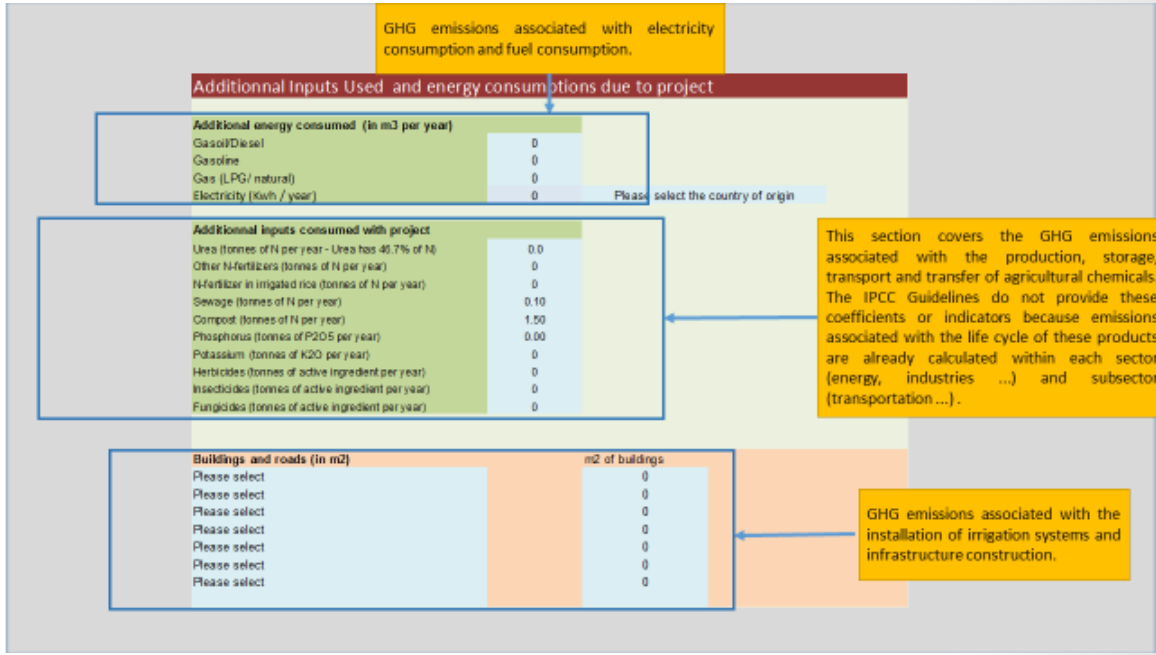 GHG emissions associated with electricity
consumption and fuel consumption.
Additionnal Inputs Used and energy consumptions due to project
Additional energy consumed (in m3 per year)
Gasoil/Diesel 0
Gasoline 0
Gas (LPG/ natural) 0
Electricity (Kwh / year) 0 Please select the country of origin
Additionnal inputs consumed with project
Urea (tonnes of N per year - Urea has 46.7% of N) 0.0
Other N-fertilizers (tonnes of N per year) 0
N-fertilizer in irrigated rice (tonnes of N per year) 0
Sewage (tonnes of N per year) 0.10
Compost (tonnes of N per year) 1.50
Phosphorus (tonnes of P2O5 per year) 0.00
Potassium (tonnes of K2O per year) 0
Herbicides (tonnes of active ingredient per year) 0
Insecticides (tonnes of active ingredient per year) 0
Fungicides (tonnes of active ingredient per year) 0
This section covers the GHG emissions
associated with the production, storage,
transport and transfer of agricultural chemicals.
The IPCC Guidelines do not provide these
coefficients or indicators because emissions
associated with the life cycle of these products
are already calculated within each sector
(energy, industries ...) and subsector
(transportation ...) .
Buildings and roads (in m2) m2 of buildings
Please select 0
Please select 0
Please select 0
Please select 0
Please select 0
Please select 0
Please select 0
GHG emissions associated with the
installation of irrigation systems and
infrastructure construction.